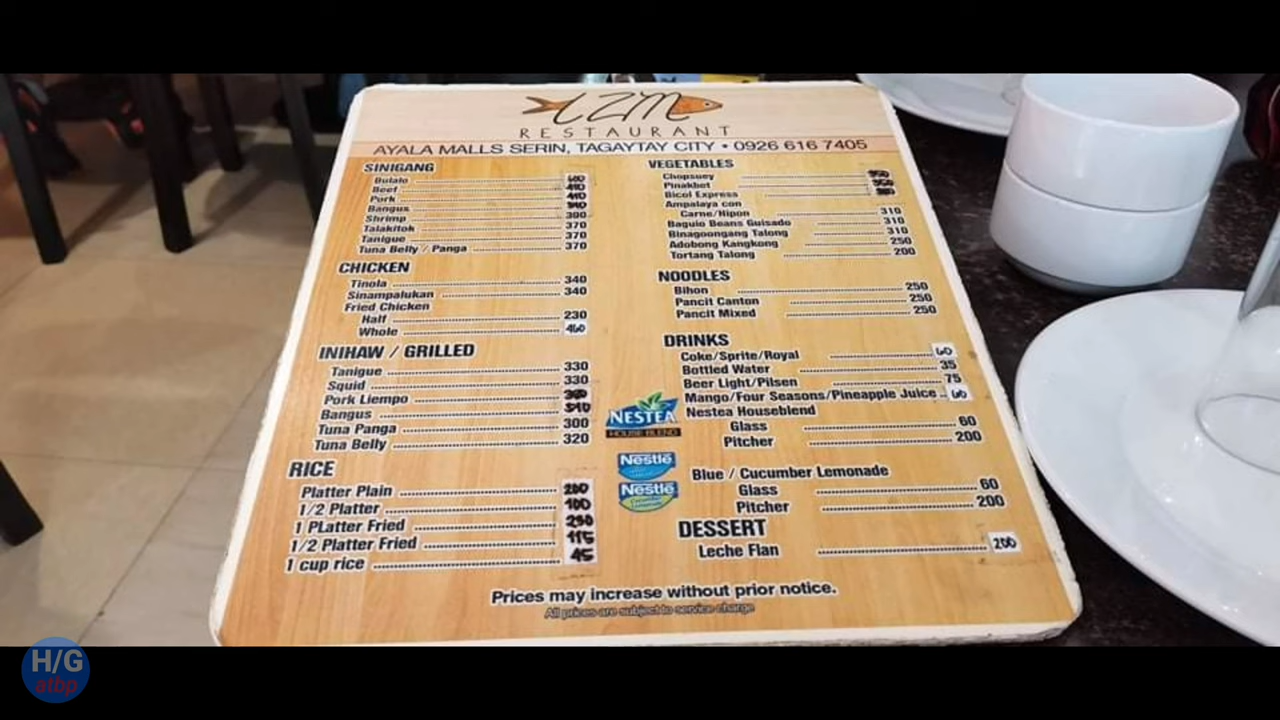 LZM
RESTAURANT
AYALA MALLS SERIN, TAGAYTAY CITY • 0926 616 7405
SINIGANG
Bulalo
Beef 410
Pork 410
Bangus
Shrimp 390
Talakitok 370
Tanigue 370
Tuna Belly / Panga 370
CHICKEN
Tinola 340
Sinampalukan 340
Fried Chicken
Half 230
Whole 460
INIHAW / GRILLED
Tanigue 330
Squid 330
Pork Liempo
Bangus
Tuna Panga 300
Tuna Belly 320
RICE
Platter Plain 200
1/2 Platter 100
1 PLatter Fried 230
1/2 Platter Fried 115
1 cup rice 45
VEGETABLES
Chopsuey
Pinakbet
Bicol Express
Ampalaya con
Carne/Hipon 310
Baguio Beans Guisado 310
Binagoongang Talong 310
Adobong Kangkong 250
Tortang Talong 200
NOODLES
Bihon 250
Pancit Canton 250
Pancit Mixed 250
DRINKS
Coke/Sprite/Royal 60
Bottled Water 35
Beer Light/Pilsen 75
Mango/Four Seasons/Pineapple Juice 60
NESTEA
HOUSE BLEND
Nestea Houseblend
Glass 60
Pitcher 200
Nestlē
Nestlē
Blue / Cucumber Lemonade
Glass 60
Pitcher 200
DESSERT
Leche Flan 200
Prices may increase without prior notice.
All prices are subject to service charge
H/G
atbp